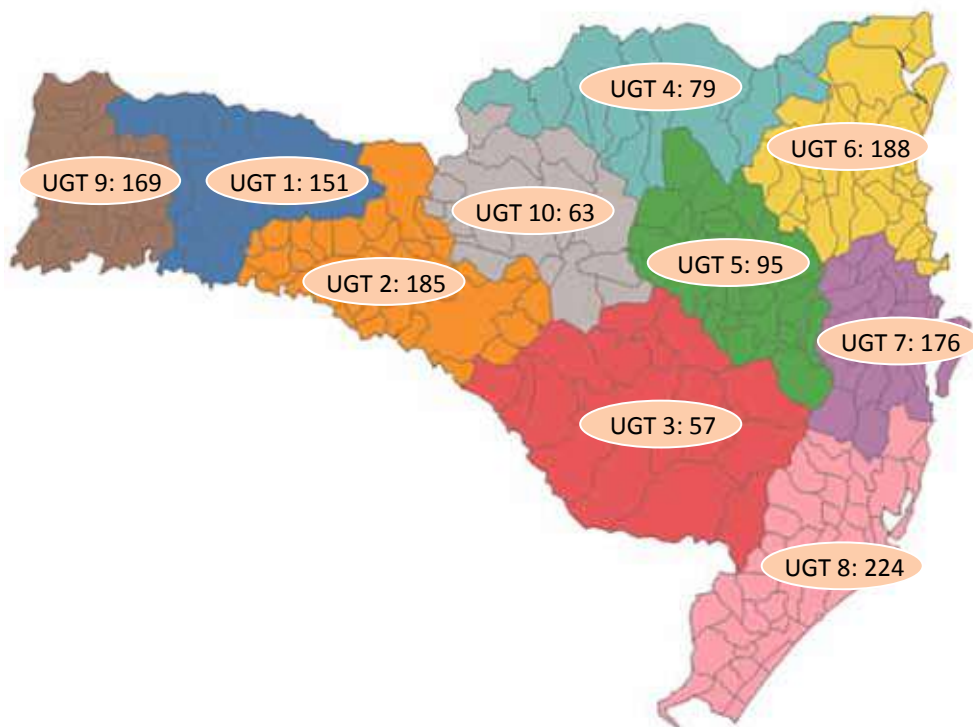 UGT 4: 79
UGT 6: 188
UGT 9: 169
UGT 1: 151
UGT 10: 63
UGT 5: 95
UGT 2: 185
UGT 7: 176
UGT 3: 57
UGT 8: 224